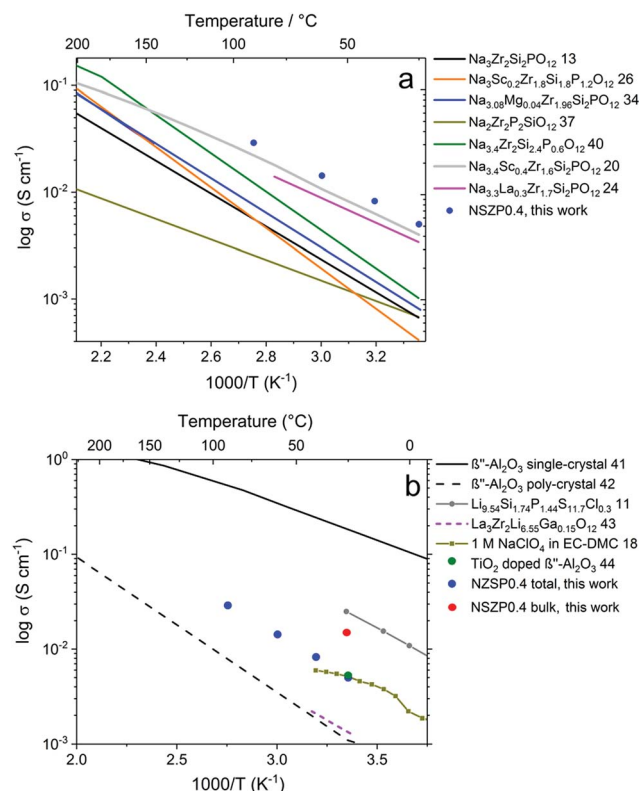 Temperature / °C
200 150 100 50 20
a
10⁻¹
10⁻²
10⁻³
log σ (S cm⁻¹)
2.2 2.4 2.6 2.8 3.0 3.2
1000/T (K⁻¹)
Na₃Zr₂Si₂PO₁₂ 13
Na₃Sc₀.₂Zr₁.₈Si₁.₈P₁.₂O₁₂ 26
Na₃.₀₈Mg₀.₀₄Zr₁.₉₆Si₂PO₁₂ 34
Na₂Zr₂P₂SiO₁₂ 37
Na₃.₄Zr₂Si₂.₄P₀.₆O₁₂ 40
Na₃.₄Sc₀.₄Zr₁.₆Si₂PO₁₂ 20
Na₃.₃La₀.₃Zr₁.₇Si₂PO₁₂ 24
NSZP0.4, this work
Temperature (°C)
200 150 100 50 0
b
10⁰
10⁻¹
10⁻²
10⁻³
log σ (S cm⁻¹)
2.0 2.5 3.0 3.5
1000/T (K⁻¹)
ß"-Al₂O₃ single-crystal 41
ß"-Al₂O₃ poly-crystal 42
Li₉.₅₄Si₁.₇₄P₁.₄₄S₁₁.₇Cl₀.₃ 11
La₃Zr₂Li₆.₅₅Ga₀.₁₅O₁₂ 43
1 M NaClO₄ in EC-DMC 18
TiO₂ doped ß"-Al₂O₃ 44
NZSP0.4 total, this work
NSZP0.4 bulk, this work